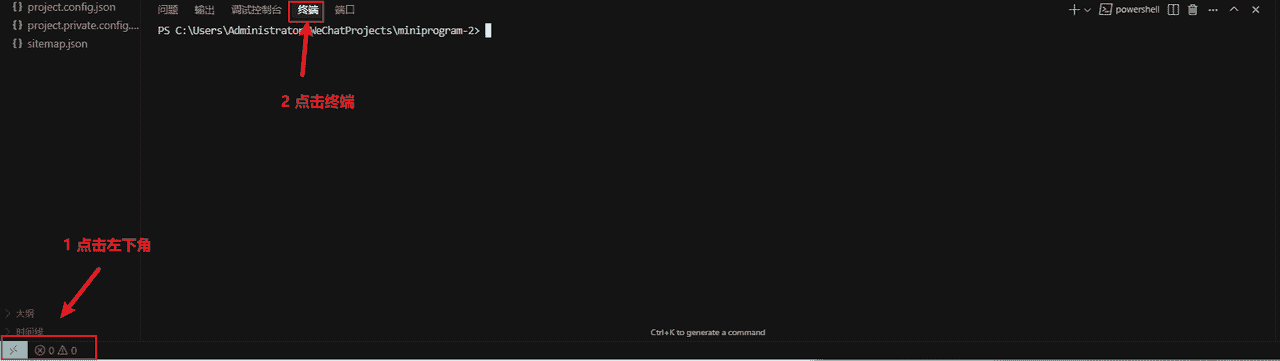 project.config.json
project.private.config....
sitemap.json
问题 输出 调试控制台 终端 端口
powershell
PS C:\Users\Administrator\WeChatProjects\miniprogram-2>
2 点击终端
1 点击左下角
大纲
时间线
Ctrl+K to generate a command
0 0